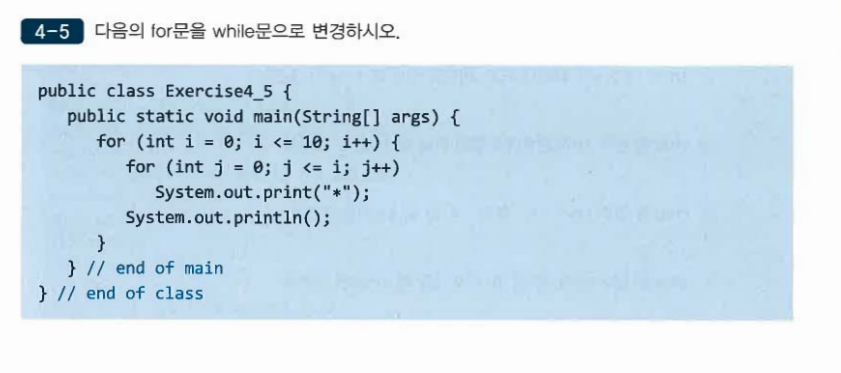 4-5 다음의 for문을 while문으로 변경하시오.
public class Exercise4_5 {
public static void main(String[] args) {
for (int i = 0; i <= 10; i++) {
for (int j = 0; j <= i; j++)
System.out.print("*");
System.out.println();
}
} // end of main
} // end of class